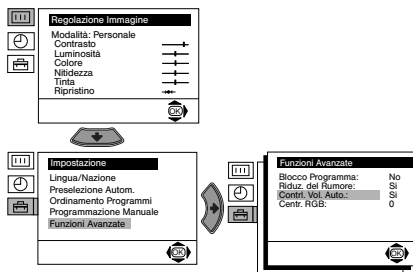 Regolazione Immagine
Modalità: Personale
Contrasto
Luminosità
Colore
Nitidezza
Tinta
Ripristino
OK
Impostazione
Lingua/Nazione
Preselezione Autom.
Ordinamento Programmi
Programmazione Manuale
Funzioni Avanzate
OK
Funzioni Avanzate
Blocco Programma: No
Riduz. del Rumore: Si
Contrl. Vol. Auto.: Si
Centr. RGB: 0
OK